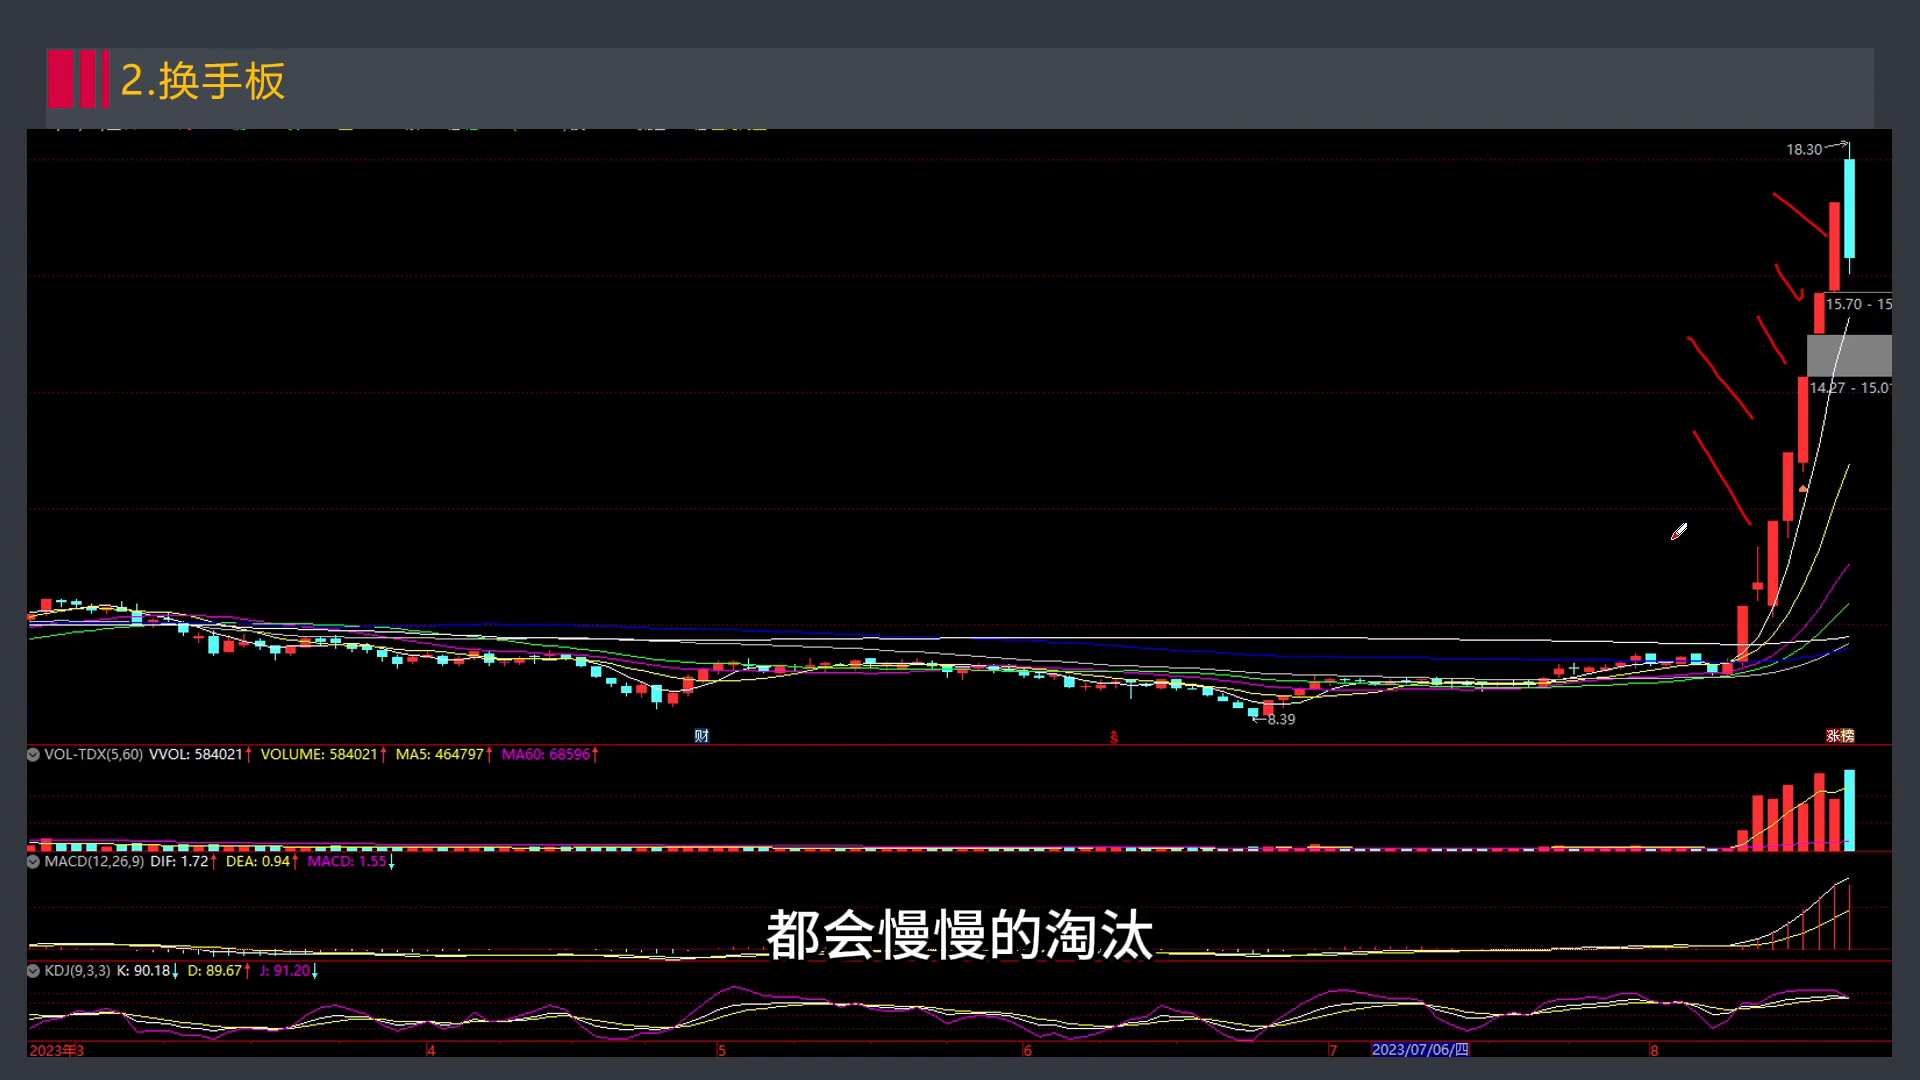 2.换手板
18.30
15.70 - 15
14.27 - 15.01
8.39
财
涨榜
VOL-TDX(5,60) VVOL: 584021↑ VOLUME: 584021↑ MA5: 464797↑ MA60: 68596↑
MACD(12,26,9) DIF: 1.72↑ DEA: 0.94↑ MACD: 1.55↓
都会慢慢的淘汰
KDJ(9,3,3) K: 90.18↓ D: 89.67↑ J: 91.20↓
2023年3 4 5 6 7 2023/07/06/四 8